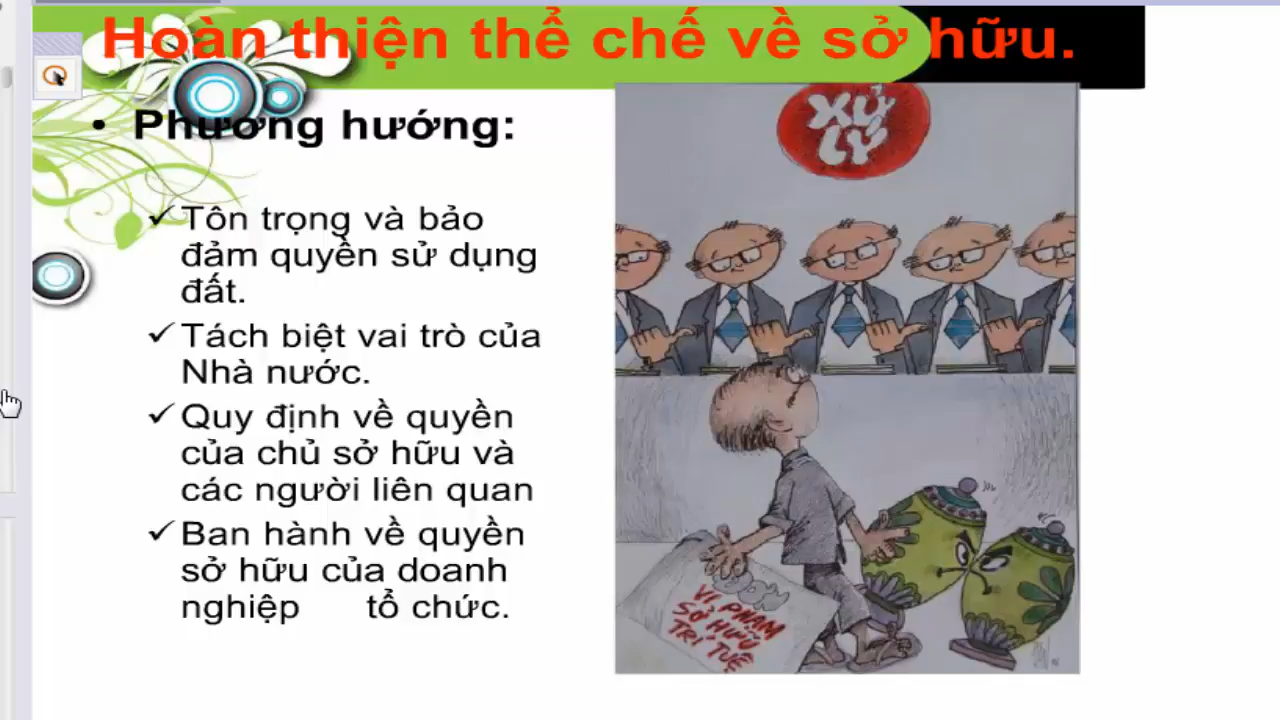 Hoàn thiện thể chế về sở hữu.
• Phương hướng:
✓ Tôn trọng và bảo
đảm quyền sử dụng
đất.
✓ Tách biệt vai trò của
Nhà nước.
✓ Quy định về quyền
của chủ sở hữu và
các người liên quan
✓ Ban hành về quyền
sở hữu của doanh
nghiệp tổ chức.
XỬ
LÝ
ĐƠN
VI PHẠM
SỞ HỮU
TRÍ TUỆ